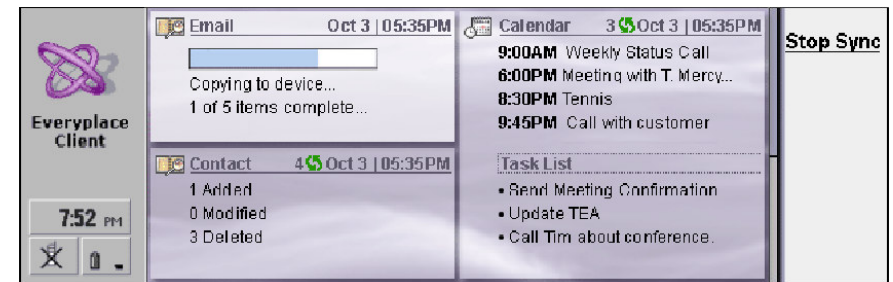 Everyplace
Client
7:52 PM
Email Oct 3 | 05:35PM
Copying to device...
1 of 5 items complete...
Contact 4 Oct 3 | 05:35PM
1 Added
0 Modified
3 Deleted
Calendar 3 Oct 3 | 05:35PM
9:00AM Weekly Status Call
6:00PM Meeting with T. Mercy...
8:30PM Tennis
9:45PM Call with customer
Task List
• Send Meeting Confirmation
• Update TEA
• Call Tim about conference.
Stop Sync